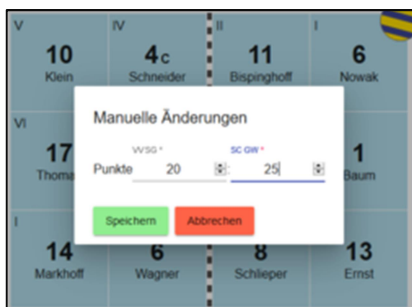 V IV II I
10 4c 11 6
Klein Schneider Bispinghoff Nowak
VI
Manuelle Änderungen
VVSG * SC GW *
Punkte 20 : 25
17 1
Thoma Baum
Speichern Abbrechen
I
14 6 8 13
Markhoff Wagner Schlieper Ernst